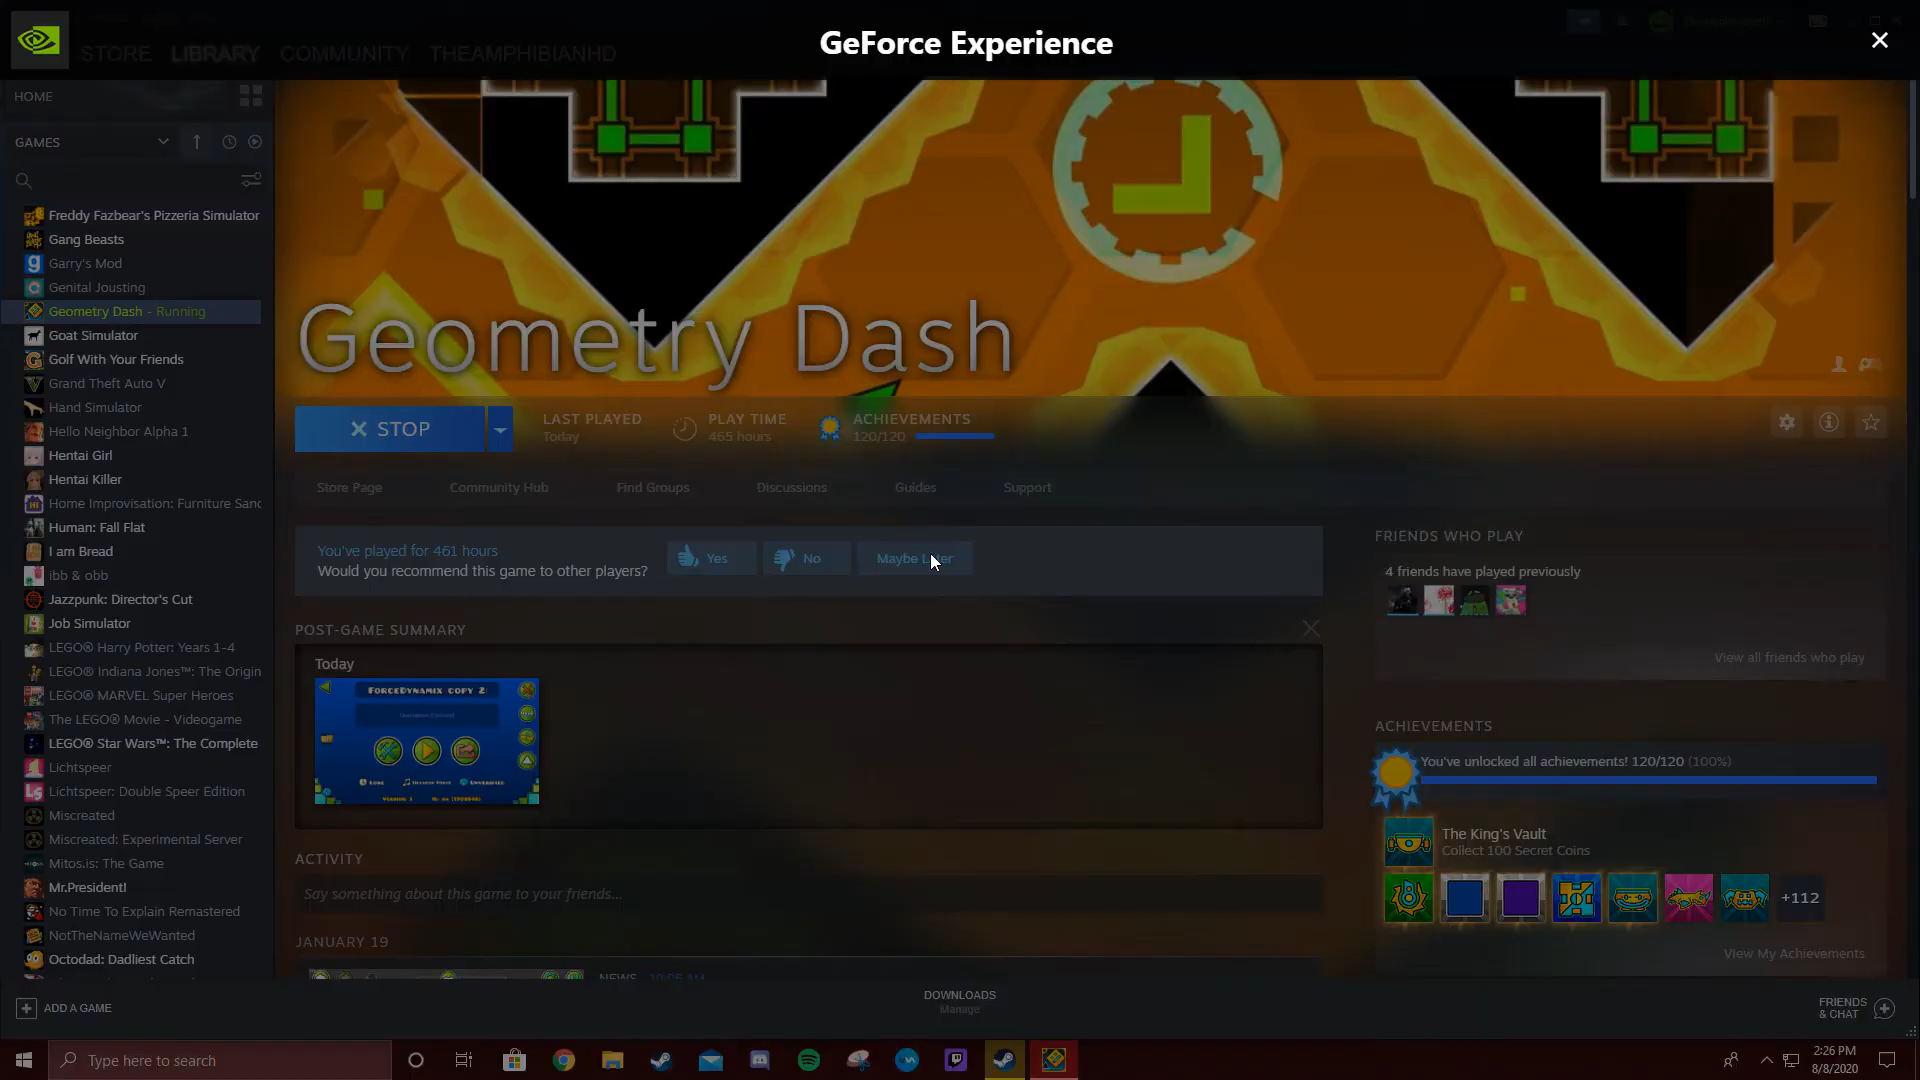 GeForce Experience
STORE LIBRARY COMMUNITY THEAMPHIBIANHD
HOME
GAMES
Freddy Fazbear's Pizzeria Simulator
Gang Beasts
Garry's Mod
Genital Jousting
Geometry Dash - Running
Goat Simulator
Golf With Your Friends
Grand Theft Auto V
Hand Simulator
Hello Neighbor Alpha 1
Hentai Girl
Hentai Killer
Home Improvisation: Furniture Sand
Human: Fall Flat
I am Bread
ibb & obb
Jazzpunk: Director's Cut
Job Simulator
LEGO® Harry Potter: Years 1-4
LEGO® Indiana Jones™: The Origin
LEGO® MARVEL Super Heroes
The LEGO® Movie - Videogame
LEGO® Star Wars™: The Complete
Lichtspeer
Lichtspeer: Double Speer Edition
Miscreated
Miscreated: Experimental Server
Mitos.is: The Game
Mr.President!
No Time To Explain Remastered
NotTheNameWeWanted
Octodad: Dadliest Catch
ADD A GAME
Geometry Dash
STOP
LAST PLAYED
Today
PLAY TIME
465 hours
ACHIEVEMENTS
120/120
Store Page Community Hub Find Groups Discussions Guides Support
You've played for 461 hours
Would you recommend this game to other players?
Yes No Maybe Later
POST-GAME SUMMARY
Today
FORCEDYNAMIX COPY 2
ACTIVITY
Say something about this game to your friends...
JANUARY 19
NEWS 10:06 AM
FRIENDS WHO PLAY
4 friends have played previously
View all friends who play
ACHIEVEMENTS
You've unlocked all achievements! 120/120 (100%)
The King's Vault
Collect 100 Secret Coins
+112
View My Achievements
DOWNLOADS
Manage
FRIENDS
& CHAT
Type here to search
2:26 PM
8/8/2020